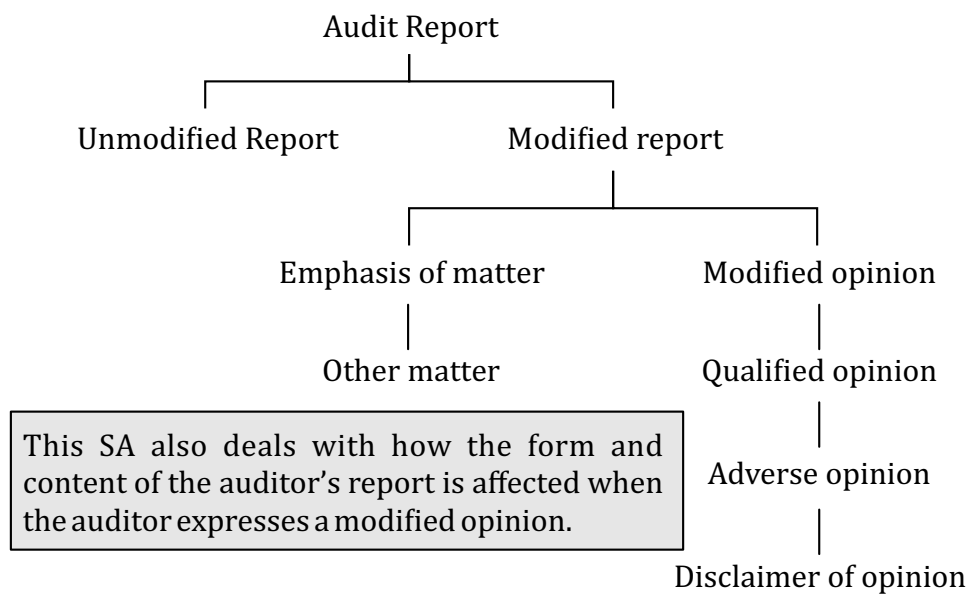 Audit Report
Unmodified Report
Modified report
Emphasis of matter
Modified opinion
Other matter
Qualified opinion
This SA also deals with how the form and
content of the auditor’s report is affected when
the auditor expresses a modified opinion.
Adverse opinion
Disclaimer of opinion